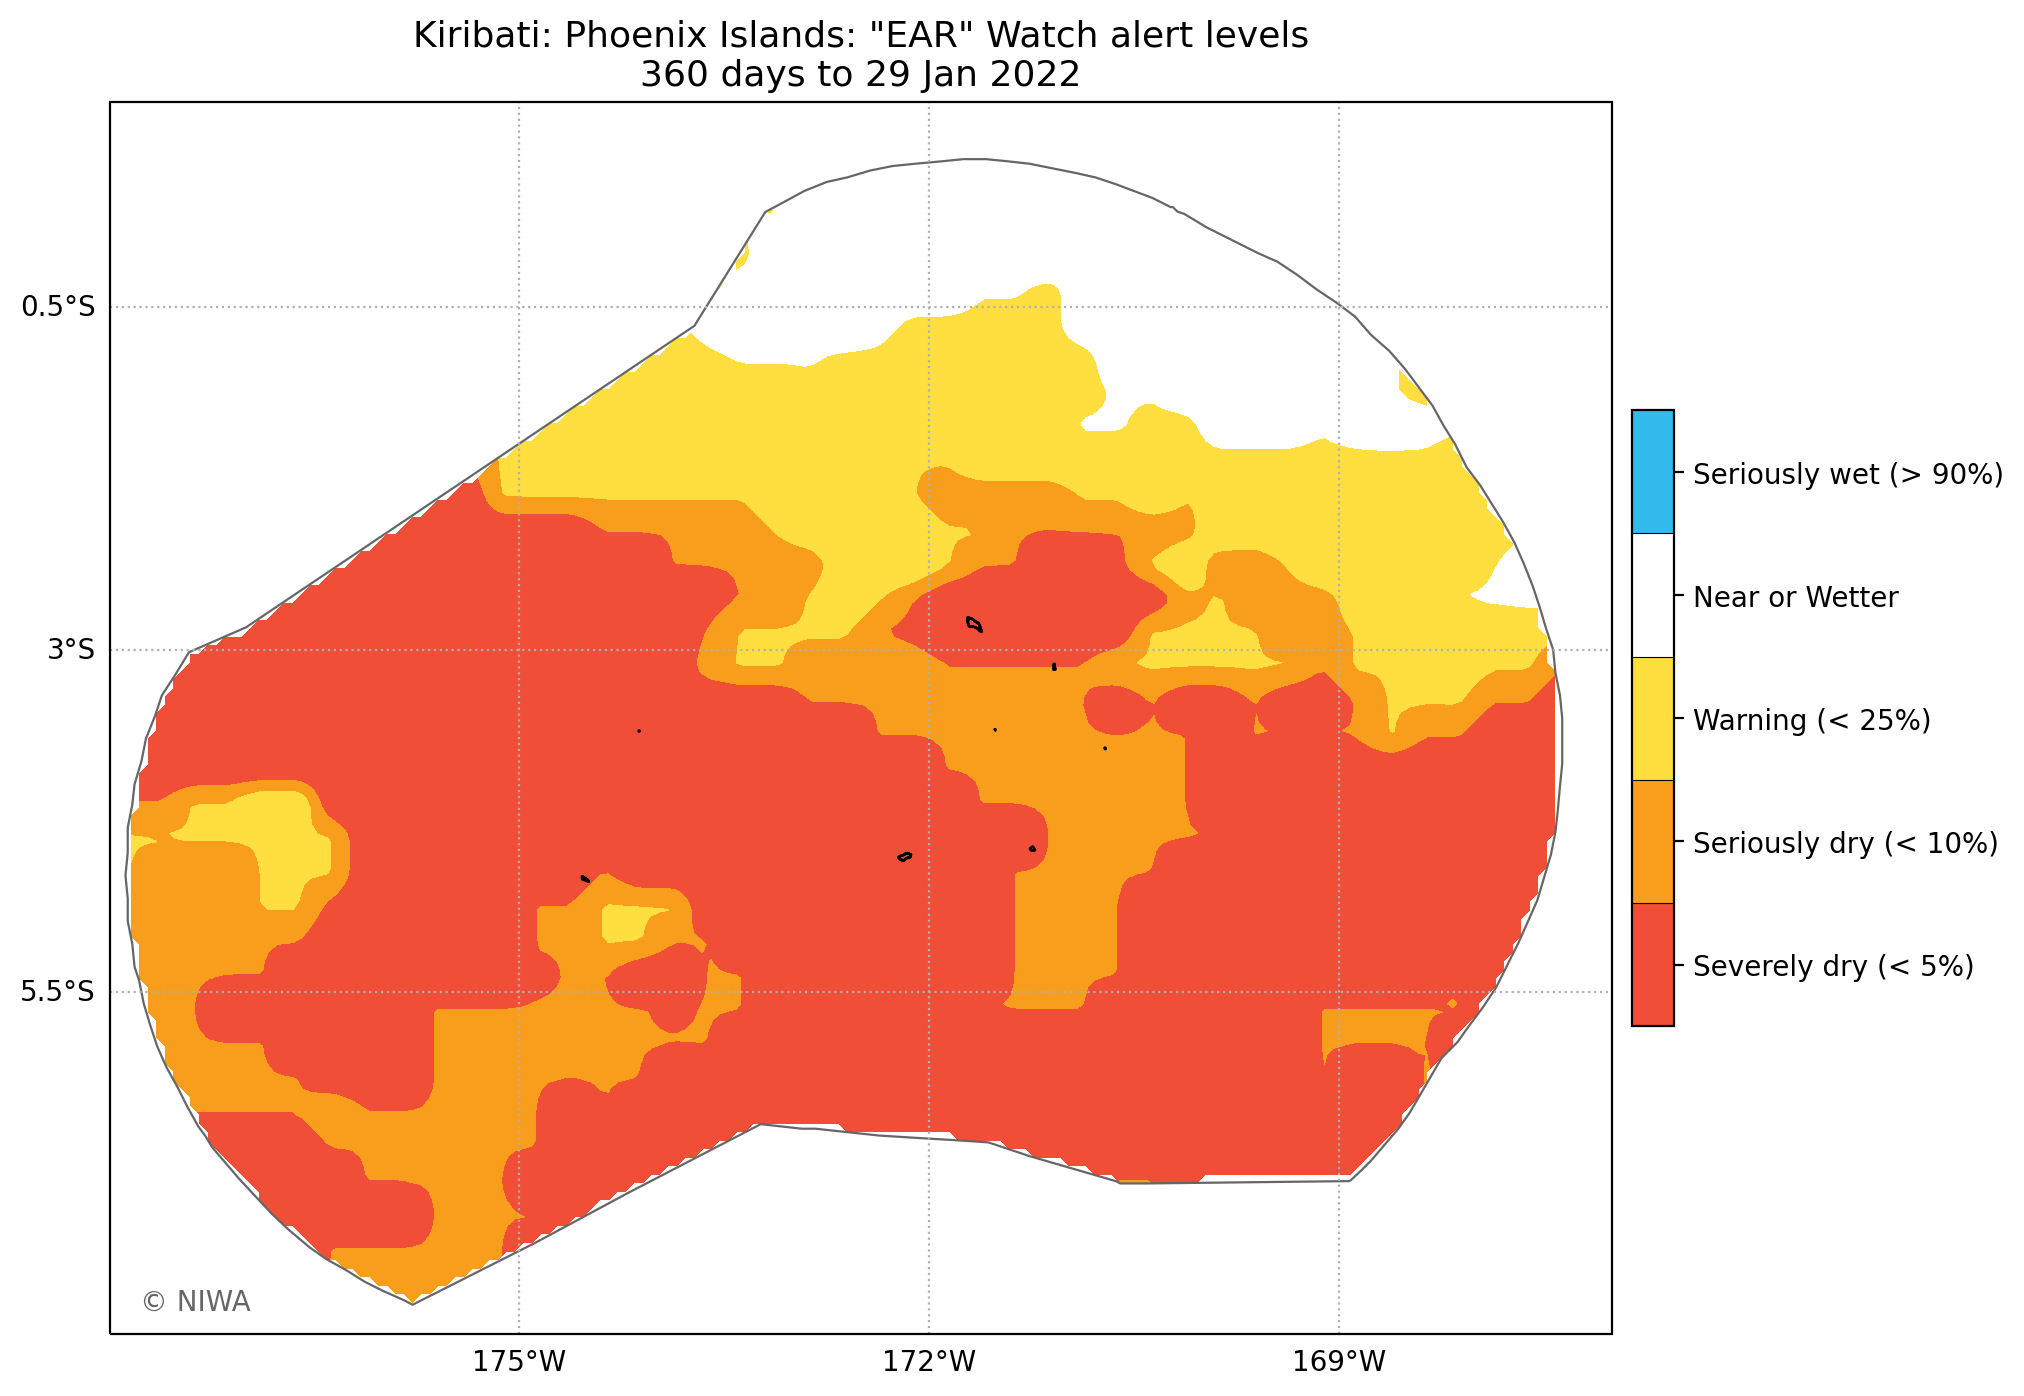 Kiribati: Phoenix Islands: "EAR" Watch alert levels
360 days to 29 Jan 2022
0.5°S
3°S
5.5°S
175°W
172°W
169°W
Seriously wet (> 90%)
Near or Wetter
Warning (< 25%)
Seriously dry (< 10%)
Severely dry (< 5%)
© NIWA